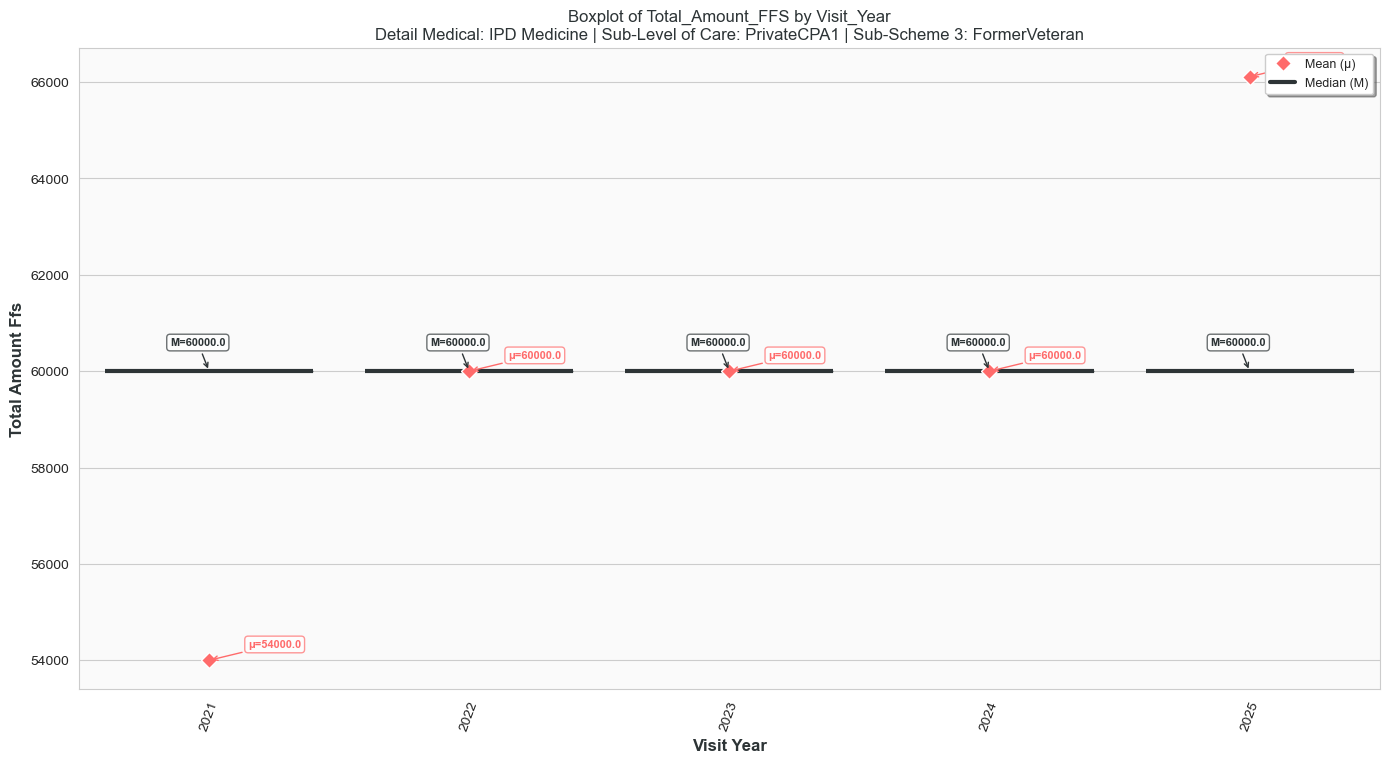 Boxplot of Total_Amount_FFS by Visit_Year
Detail Medical: IPD Medicine | Sub-Level of Care: PrivateCPA1 | Sub-Scheme 3: FormerVeteran
Mean (μ)
Median (M)
66000
64000
62000
60000
58000
56000
54000
Total Amount Ffs
M=60000.0
M=60000.0
μ=60000.0
M=60000.0
μ=60000.0
M=60000.0
μ=60000.0
M=60000.0
μ=54000.0
2021
2022
2023
2024
2025
Visit Year